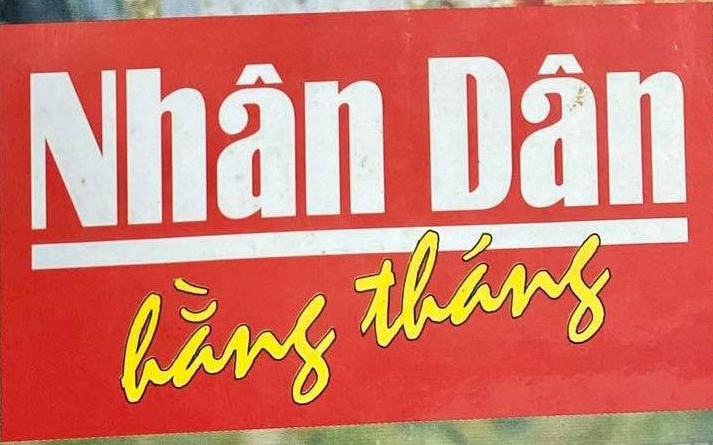 Nhân Dân
hằng tháng